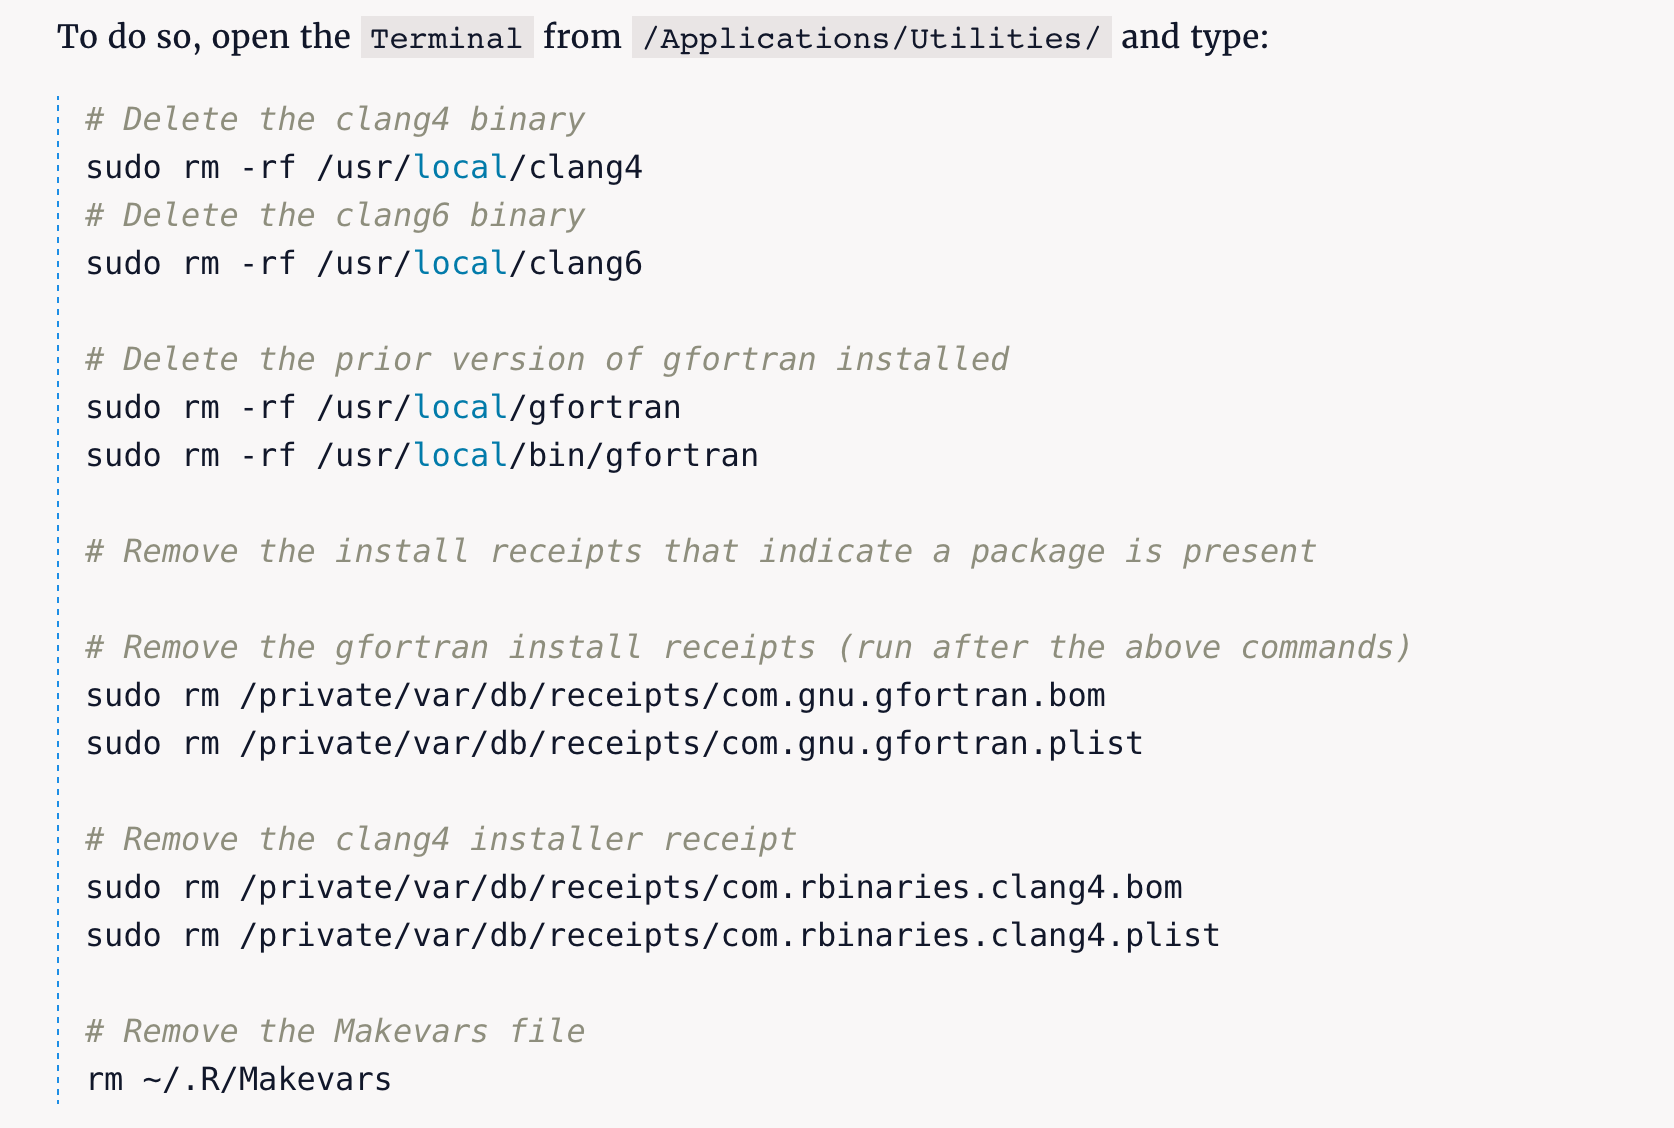 To do so, open the Terminal from /Applications/Utilities/ and type:
# Delete the clang4 binary
sudo rm -rf /usr/local/clang4
# Delete the clang6 binary
sudo rm -rf /usr/local/clang6
# Delete the prior version of gfortran installed
sudo rm -rf /usr/local/gfortran
sudo rm -rf /usr/local/bin/gfortran
# Remove the install receipts that indicate a package is present
# Remove the gfortran install receipts (run after the above commands)
sudo rm /private/var/db/receipts/com.gnu.gfortran.bom
sudo rm /private/var/db/receipts/com.gnu.gfortran.plist
# Remove the clang4 installer receipt
sudo rm /private/var/db/receipts/com.rbinaries.clang4.bom
sudo rm /private/var/db/receipts/com.rbinaries.clang4.plist
# Remove the Makevars file
rm ~/.R/Makevars